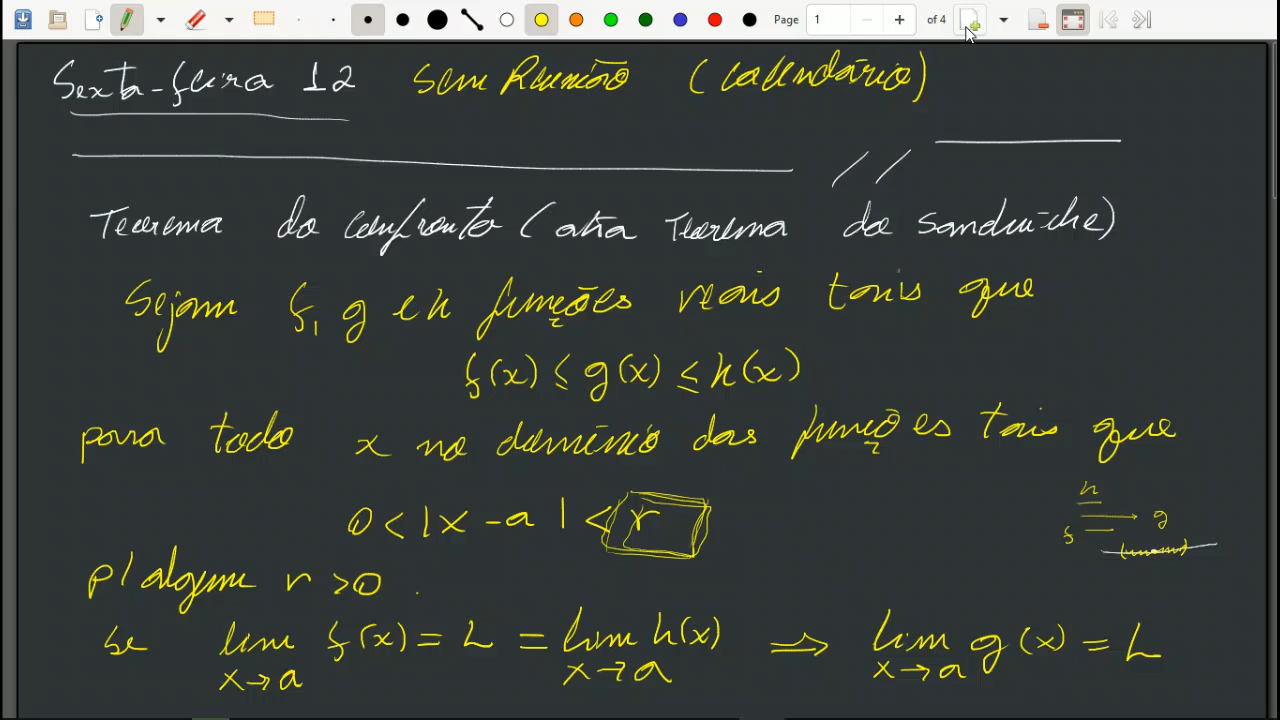 Page 1 of 4
Sexta-feira 12 Sem Reunião (calendário)
Teorema do confronto (aka Teorema do sanduíche)
Sejam f, g e h funções reais tais que
f(x) ≤ g(x) ≤ h(x)
para todo x no domínio das funções tais que
0 < |x - a| < r
h
g
f
p/ algum r > 0.
Se lim x→a f(x) = L = lim x→a h(x) ⟹ lim x→a g(x) = L